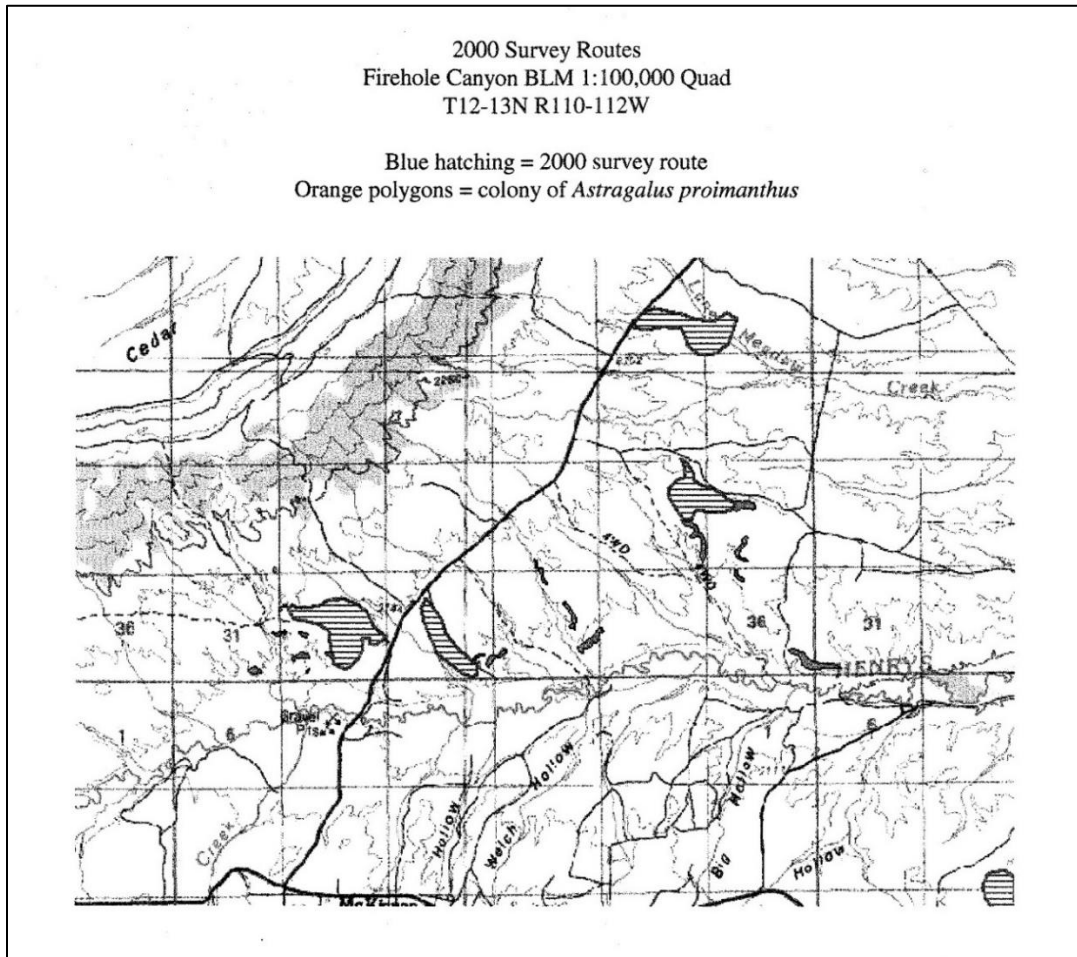 2000 Survey Routes
Firehole Canyon BLM 1:100,000 Quad
T12-13N R110-112W
Blue hatching = 2000 survey route
Orange polygons = colony of Astragalus proimanthus
Cedar
Meadow
Creek
4WD
36
31
36
31
HENRYS
Gravel
Pits
1
6
1
6
Creek
Hollow
Welch Hollow
Big Hollow
Hollow